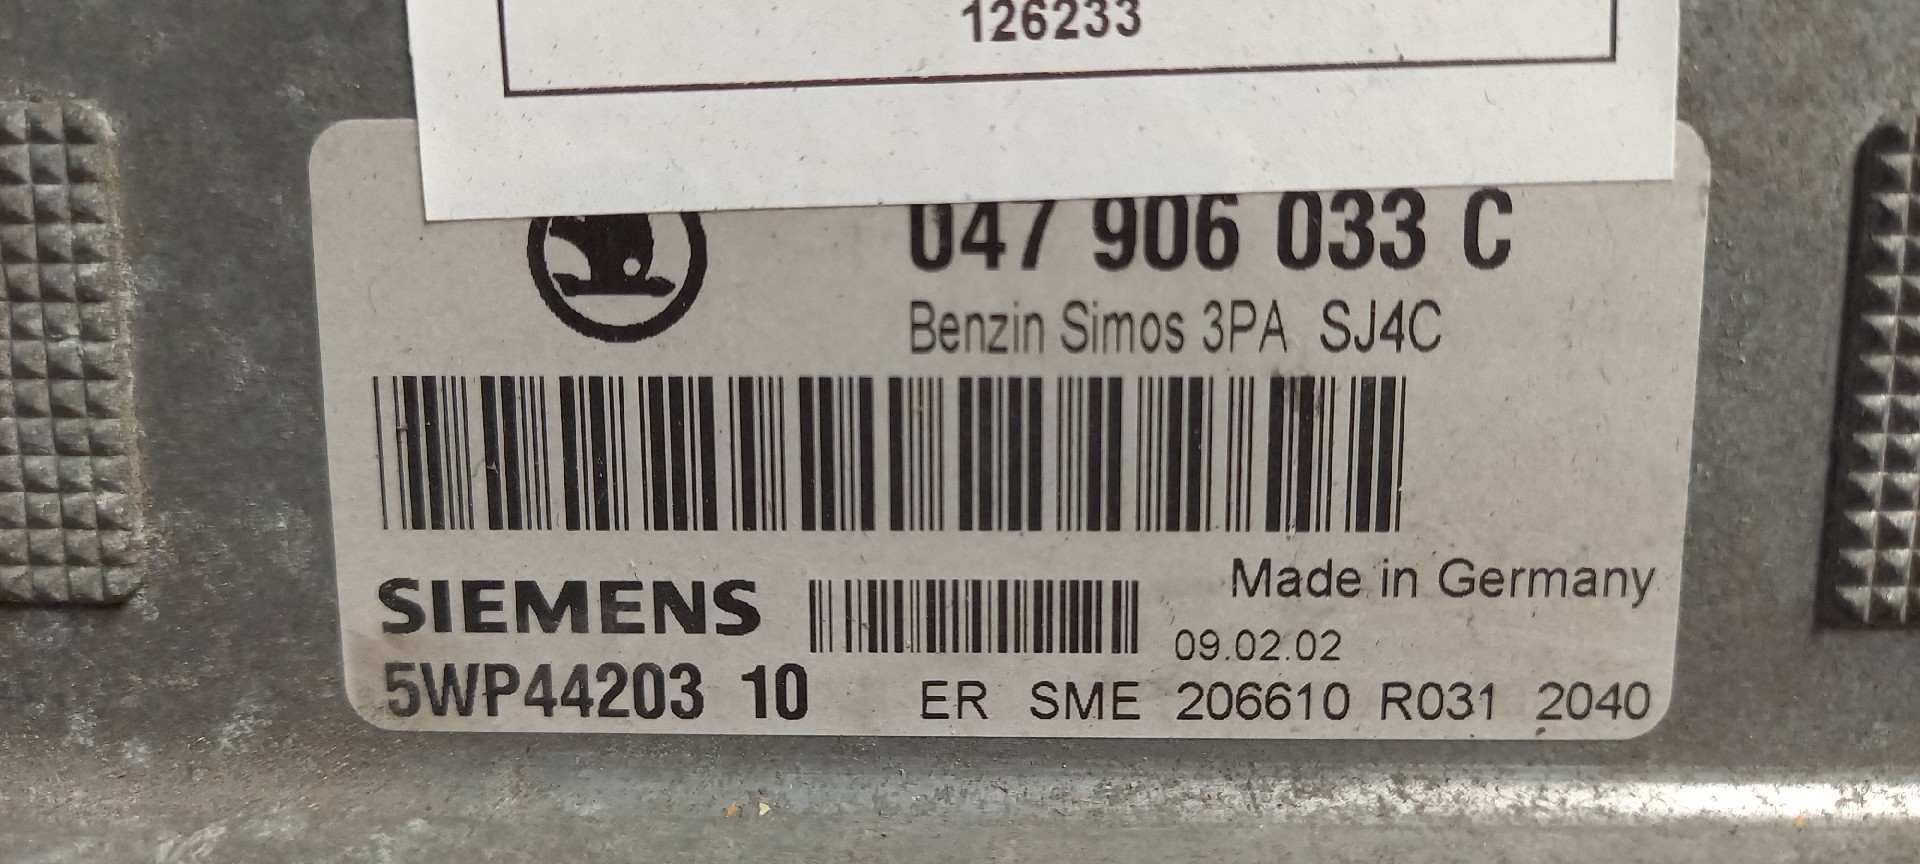 126233
047 906 033 C
Benzin Simos 3PA SJ4C
Made in Germany
SIEMENS
09.02.02
5WP44203 10 ER SME 206610 R031 2040